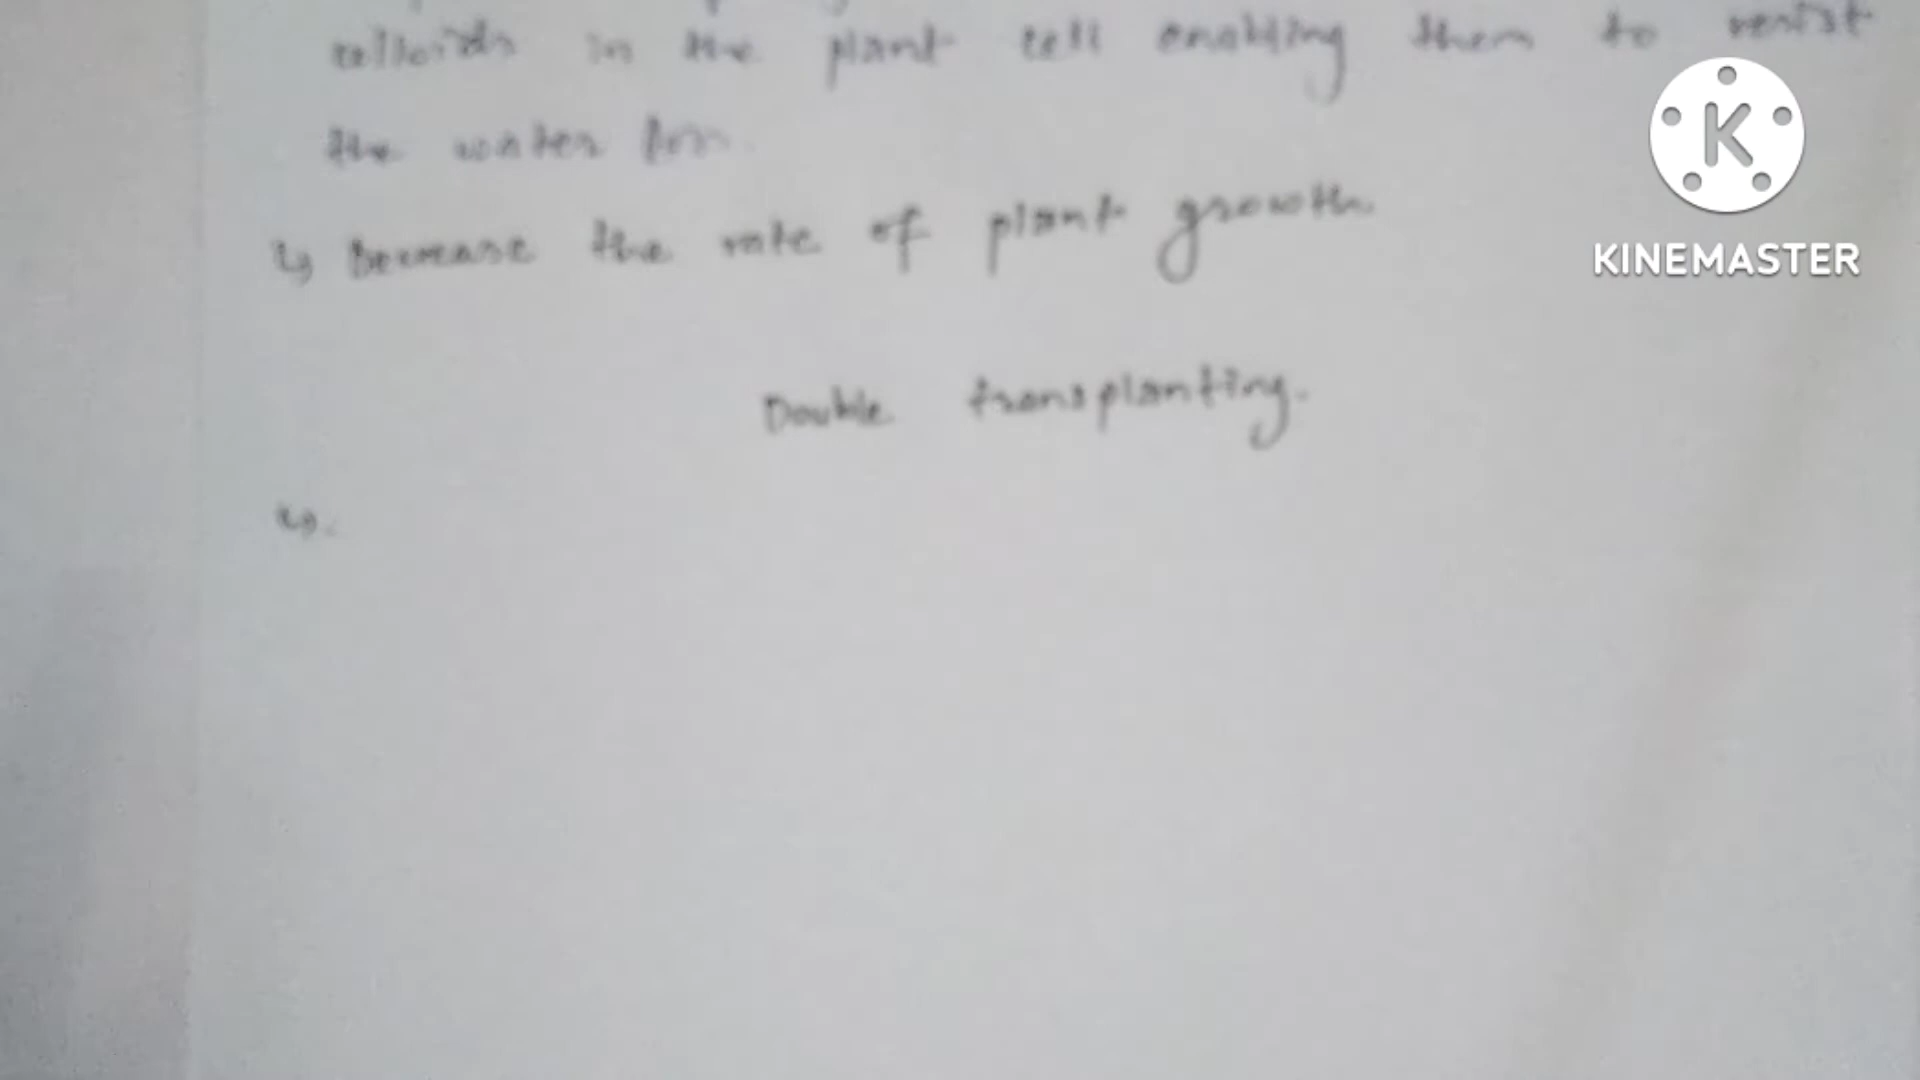 colloids in the plant cell enabling them to resist
the water loss.
↳ Decrease the rate of plant growth.
Double transplanting.
↳.
K
KINEMASTER